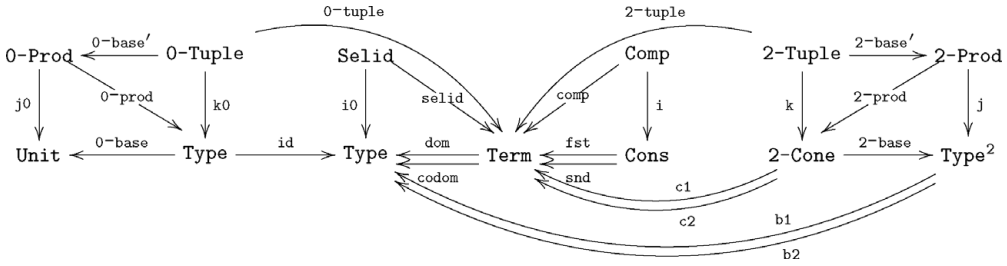 0-tuple 2-tuple
0-Prod 0-base′ 0-Tuple Selid Comp 2-Tuple 2-base′ 2-Prod
j0 0-prod k0 i0 selid comp i k 2-prod j
Unit 0-base Type id Type dom Term fst Cons 2-Cone 2-base Type²
codom snd
c1
c2
b1
b2